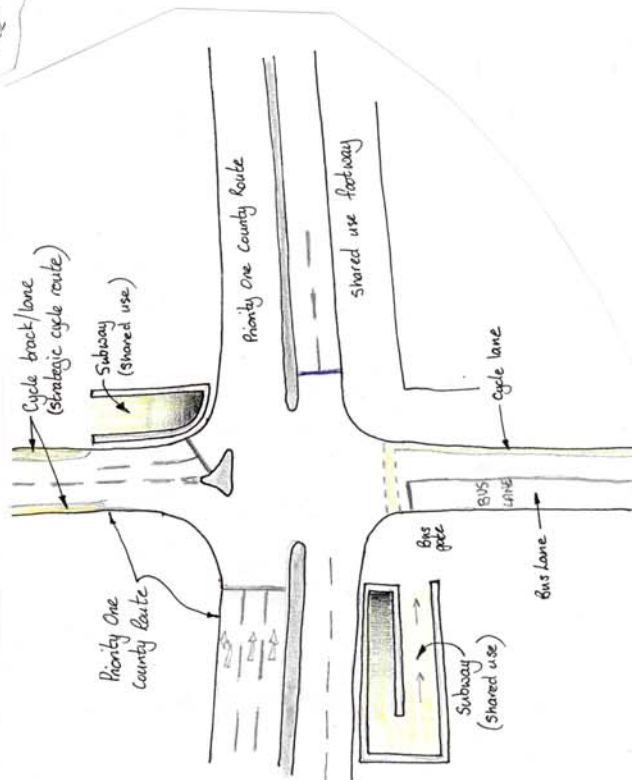 Cycle track/lane
(strategic cycle route)
Subway
(shared use)
Priority One County Route
Shared use footway
Priority One
County Route
Cycle lane
BUS
LANE
Bus
gate
Bus Lane
Subway
(shared use)